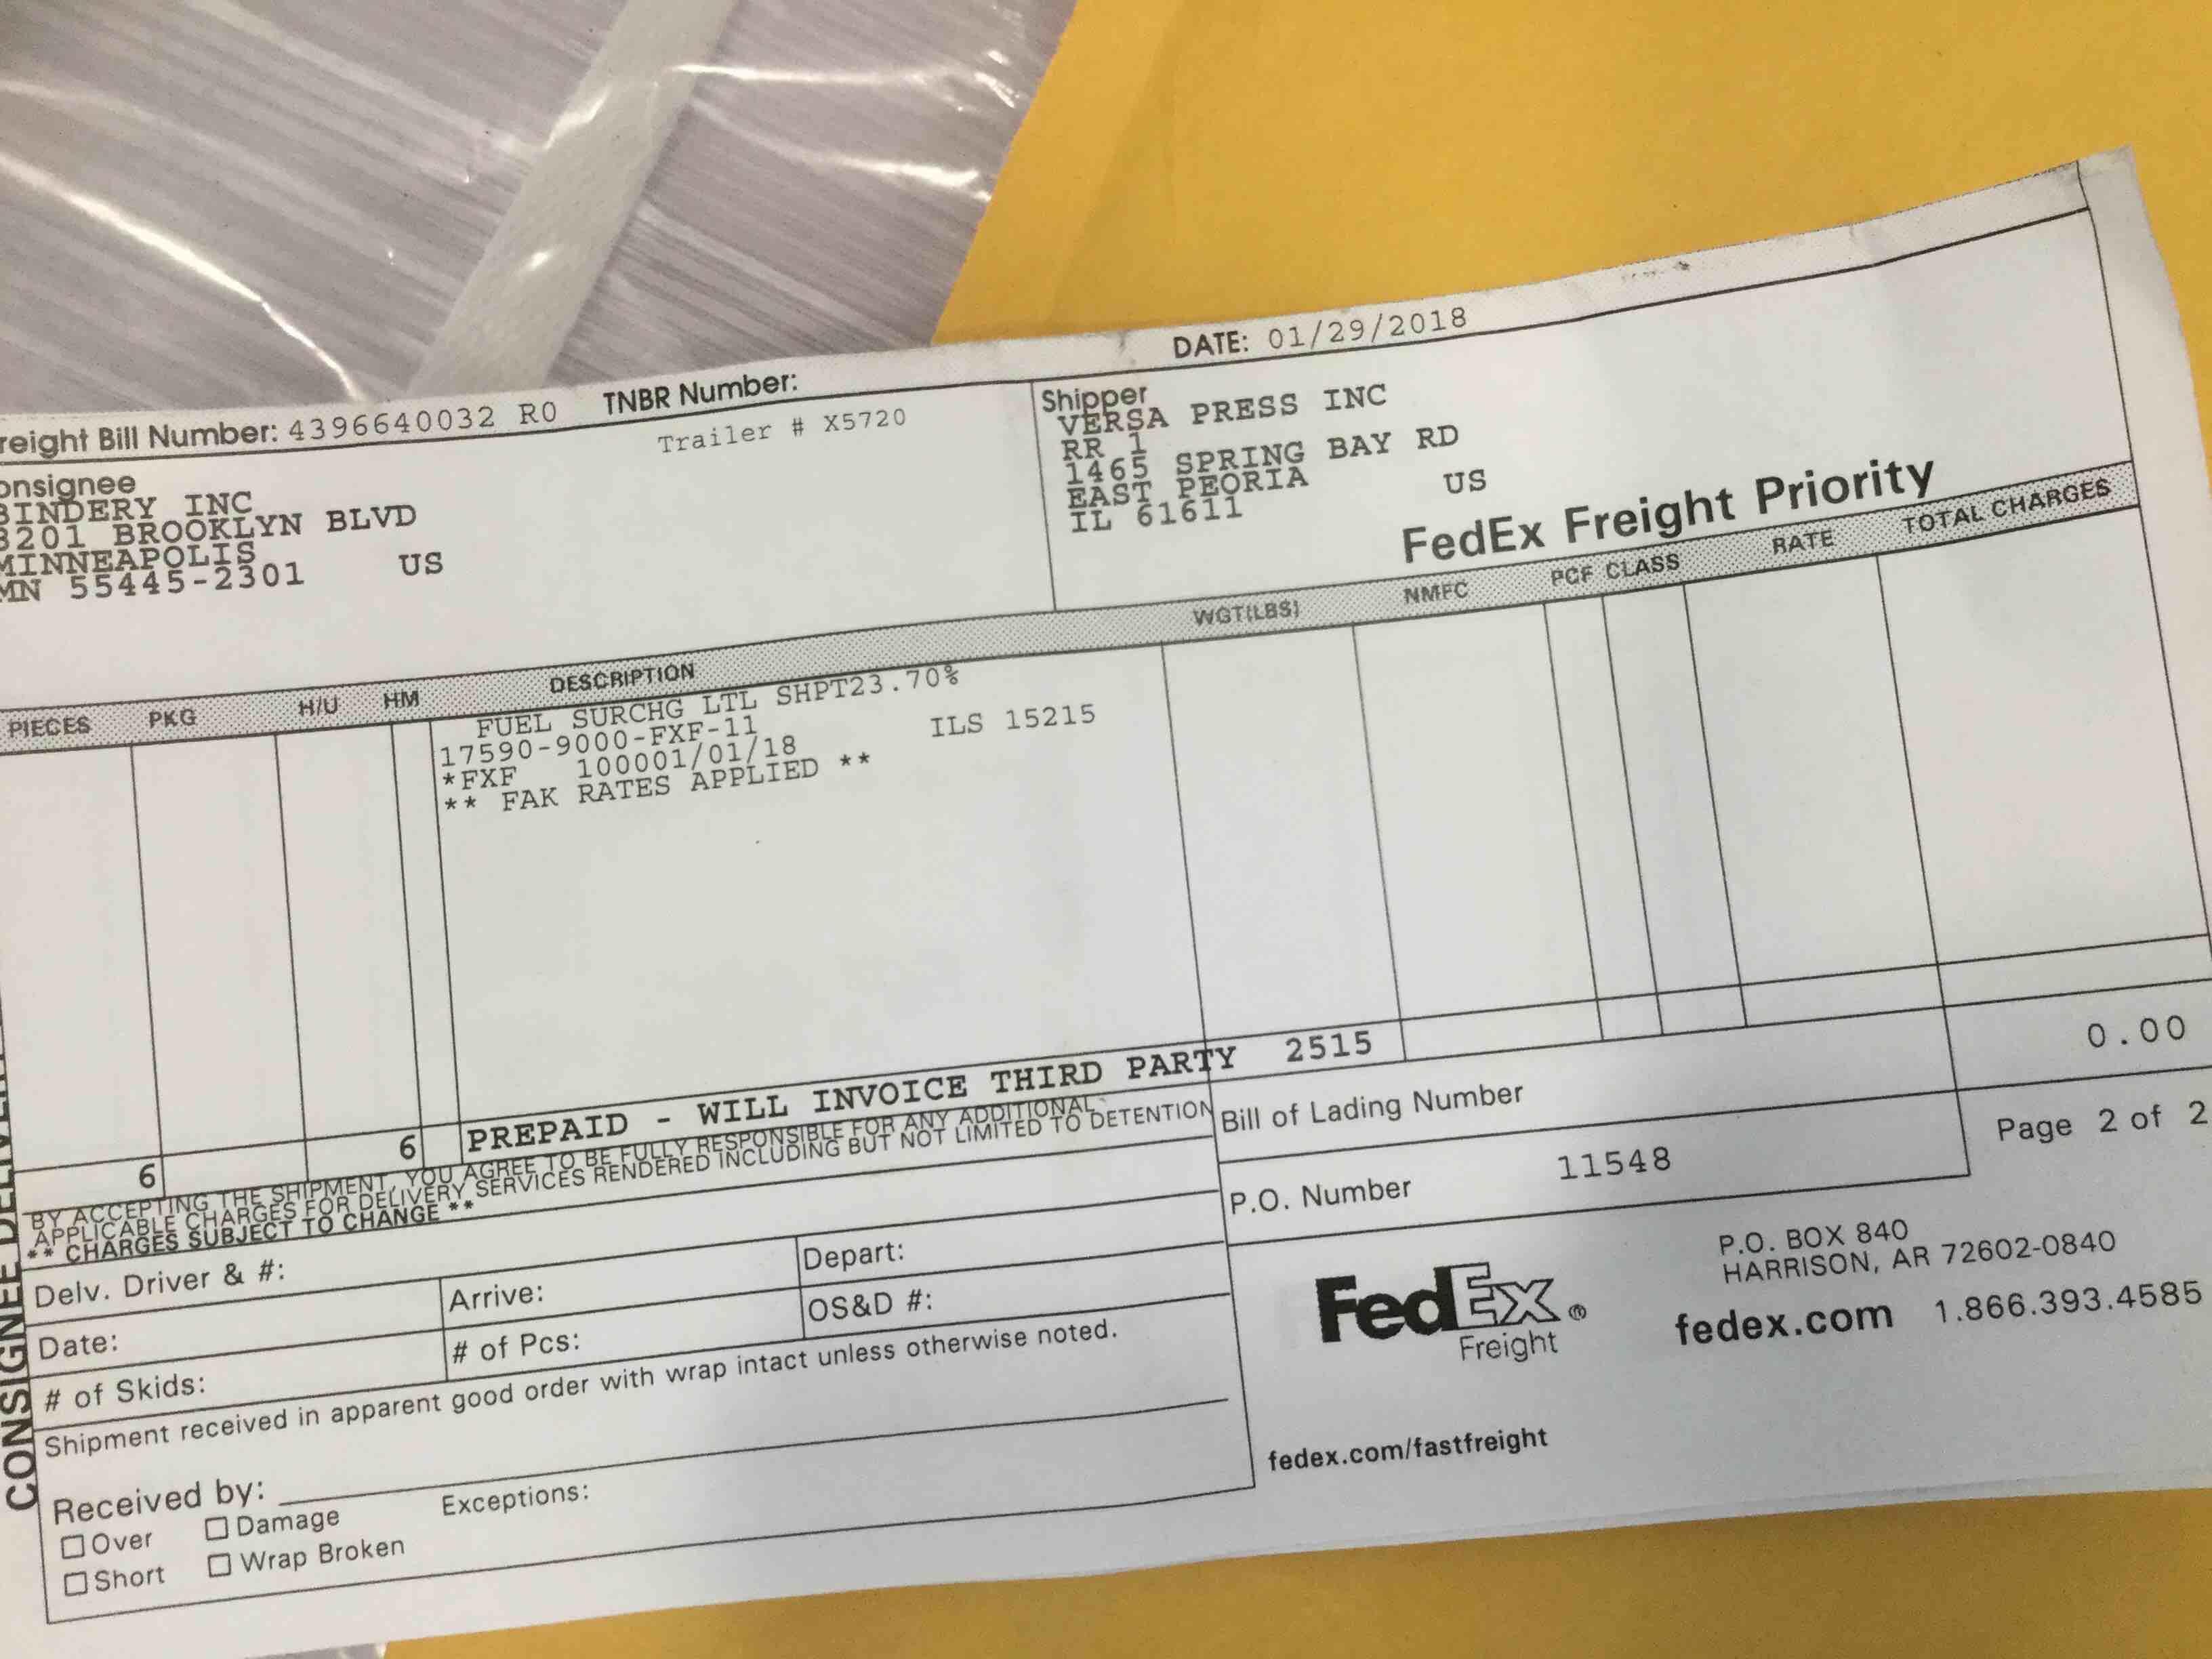 DATE: 01/29/2018
reight Bill Number: 4396640032 R0 TNBR Number:
Trailer # X5720
onsignee
BINDERY INC
3201 BROOKLYN BLVD
MINNEAPOLIS US
MN 55445-2301
Shipper
VERSA PRESS INC
RR 1
1465 SPRING BAY RD
EAST PEORIA US
IL 61611
FedEx Freight Priority
PIECES PKG H/U HM DESCRIPTION WGT(LBS) NMFC PCF CLASS RATE TOTAL CHARGES
FUEL SURCHG LTL SHPT23.70%
17590-9000-FXF-11 ILS 15215
*FXF 100001/01/18
** FAK RATES APPLIED **
6 6 PREPAID - WILL INVOICE THIRD PARTY 2515 0.00
BY ACCEPTING THE SHIPMENT, YOU AGREE TO BE FULLY RESPONSIBLE FOR ANY ADDITIONAL
APPLICABLE CHARGES FOR DELIVERY SERVICES RENDERED INCLUDING BUT NOT LIMITED TO DETENTION
** CHARGES SUBJECT TO CHANGE **
Bill of Lading Number
Page 2 of 2
P.O. Number 11548
Delv. Driver & #:
Arrive:
Depart:
Date:
# of Pcs:
OS&D #:
# of Skids:
Shipment received in apparent good order with wrap intact unless otherwise noted.
Received by:
Exceptions:
Over Damage
Short Wrap Broken
FedEx ®
Freight
P.O. BOX 840
HARRISON, AR 72602-0840
fedex.com 1.866.393.4585
fedex.com/fastfreight
CONSIGNEE